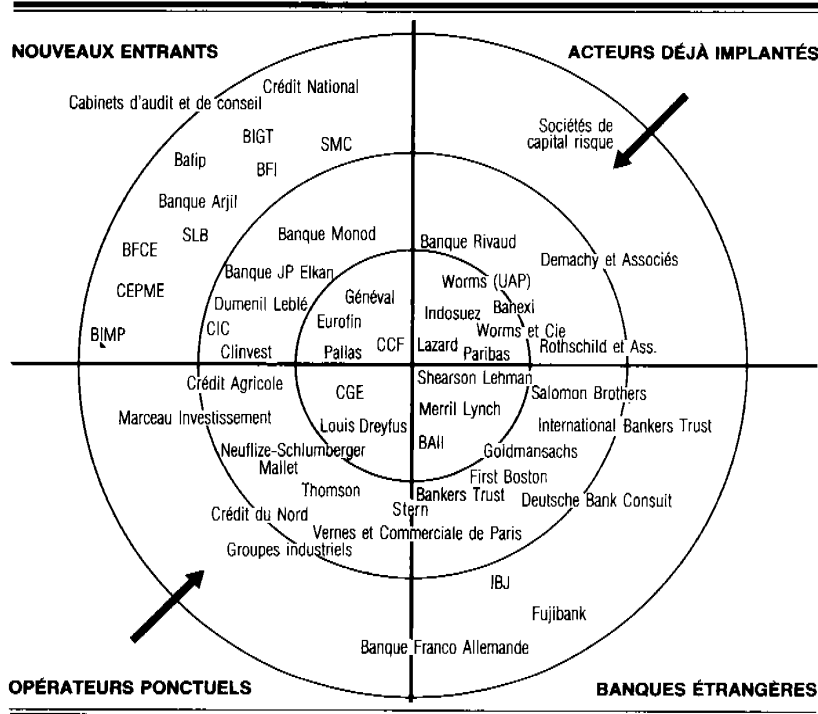 NOUVEAUX ENTRANTS
ACTEURS DÉJÀ IMPLANTÉS
Crédit National
Cabinets d'audit et de conseil
BIGT
SMC
Bafip
BFI
Banque Arjil
SLB
BFCE
CEPME
BIMP
Sociétés de
capital risque
Banque Monod
Banque JP Elkan
Dumenil Leblé
CIC
Clinvest
Banque Rivaud
Demachy et Associés
Rothschild et Ass.
Généval
Eurofin
Pallas
CCF
Worms (UAP)
Indosuez
Banexi
Worms et Cie
Lazard
Paribas
Crédit Agricole
Marceau Investissement
CGE
Louis Dreyfus
Neuflize-Schlumberger
Mallet
Thomson
Crédit du Nord
Groupes industriels
Shearson Lehman
Salomon Brothers
Merril Lynch
International Bankers Trust
BAII
Goldmansachs
First Boston
Bankers Trust
Deutsche Bank Consult
Stern
Vernes et Commerciale de Paris
IBJ
Fujibank
Banque Franco Allemande
OPÉRATEURS PONCTUELS
BANQUES ÉTRANGÈRES